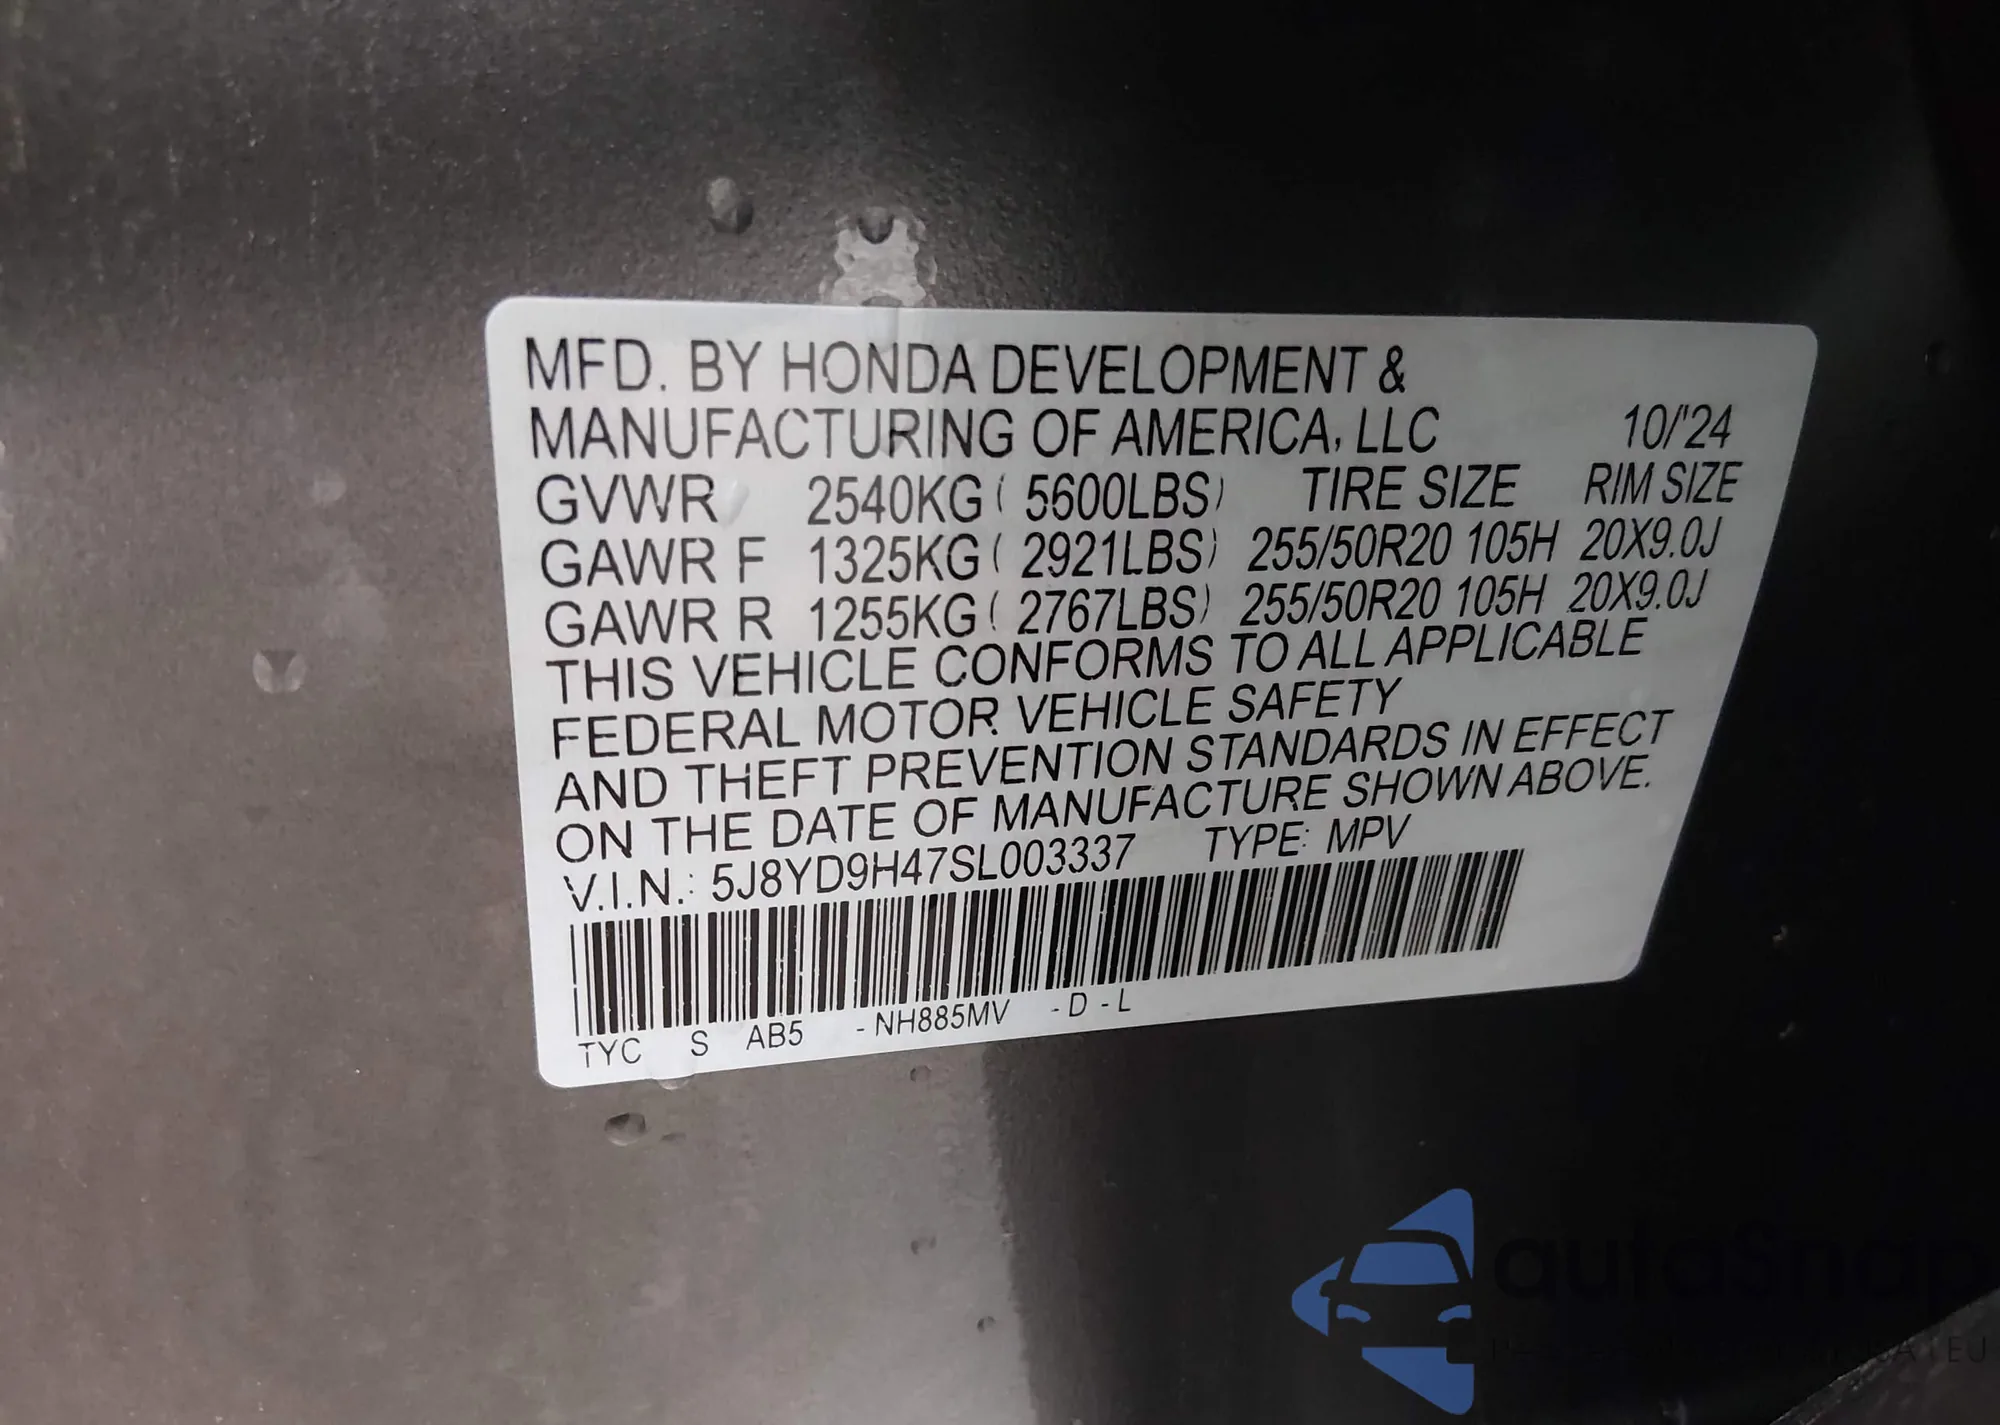 MFD. BY HONDA DEVELOPMENT &
MANUFACTURING OF AMERICA, LLC 10/'24
GVWR 2540KG ( 5600LBS) TIRE SIZE RIM SIZE
GAWR F 1325KG ( 2921LBS) 255/50R20 105H 20X9.0J
GAWR R 1255KG ( 2767LBS) 255/50R20 105H 20X9.0J
THIS VEHICLE CONFORMS TO ALL APPLICABLE
FEDERAL MOTOR VEHICLE SAFETY
AND THEFT PREVENTION STANDARDS IN EFFECT
ON THE DATE OF MANUFACTURE SHOWN ABOVE.
V.I.N.: 5J8YD9H47SL003337 TYPE: MPV
TYC S AB5 -NH885MV -D-L
autoSnap